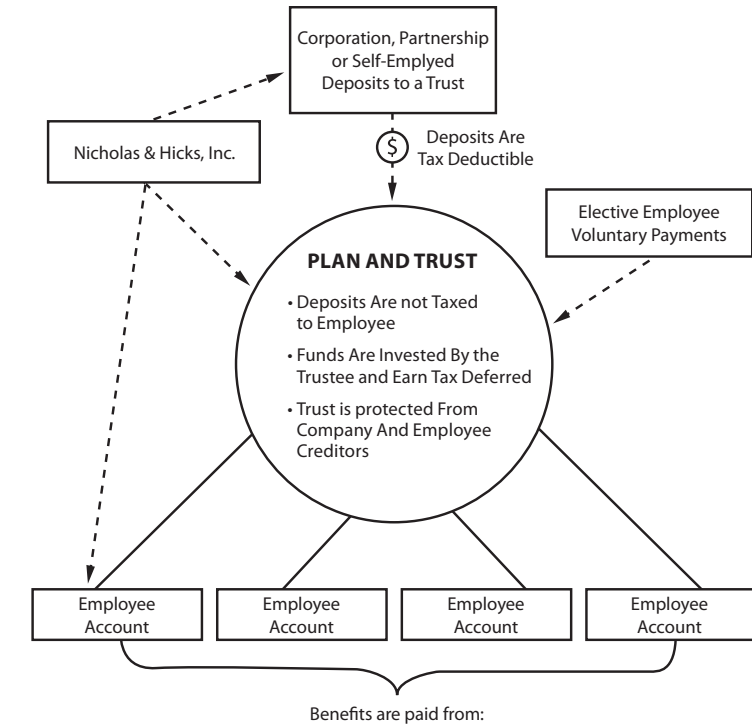 Corporation, Partnership
or Self-Emplyed
Deposits to a Trust
Nicholas & Hicks, Inc.
$
Deposits Are
Tax Deductible
Elective Employee
Voluntary Payments
PLAN AND TRUST
• Deposits Are not Taxed
to Employee
• Funds Are Invested By the
Trustee and Earn Tax Deferred
• Trust is protected From
Company And Employee
Creditors
Employee
Account
Employee
Account
Employee
Account
Employee
Account
Benefits are paid from: